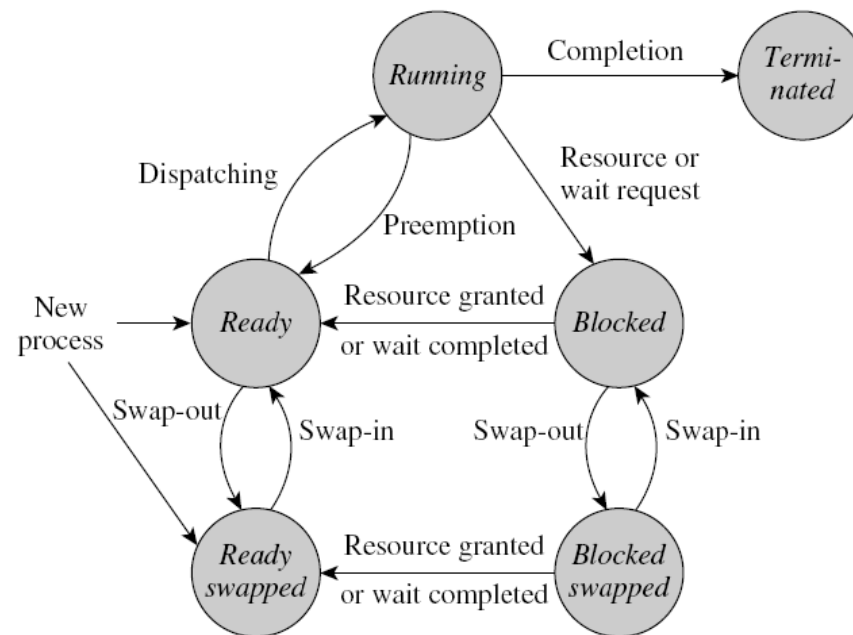 Running
Completion
Termi-
nated
Dispatching
Resource or
wait request
Preemption
New
process
Ready
Resource granted
or wait completed
Blocked
Swap-out
Swap-in
Swap-out
Swap-in
Ready
swapped
Resource granted
or wait completed
Blocked
swapped